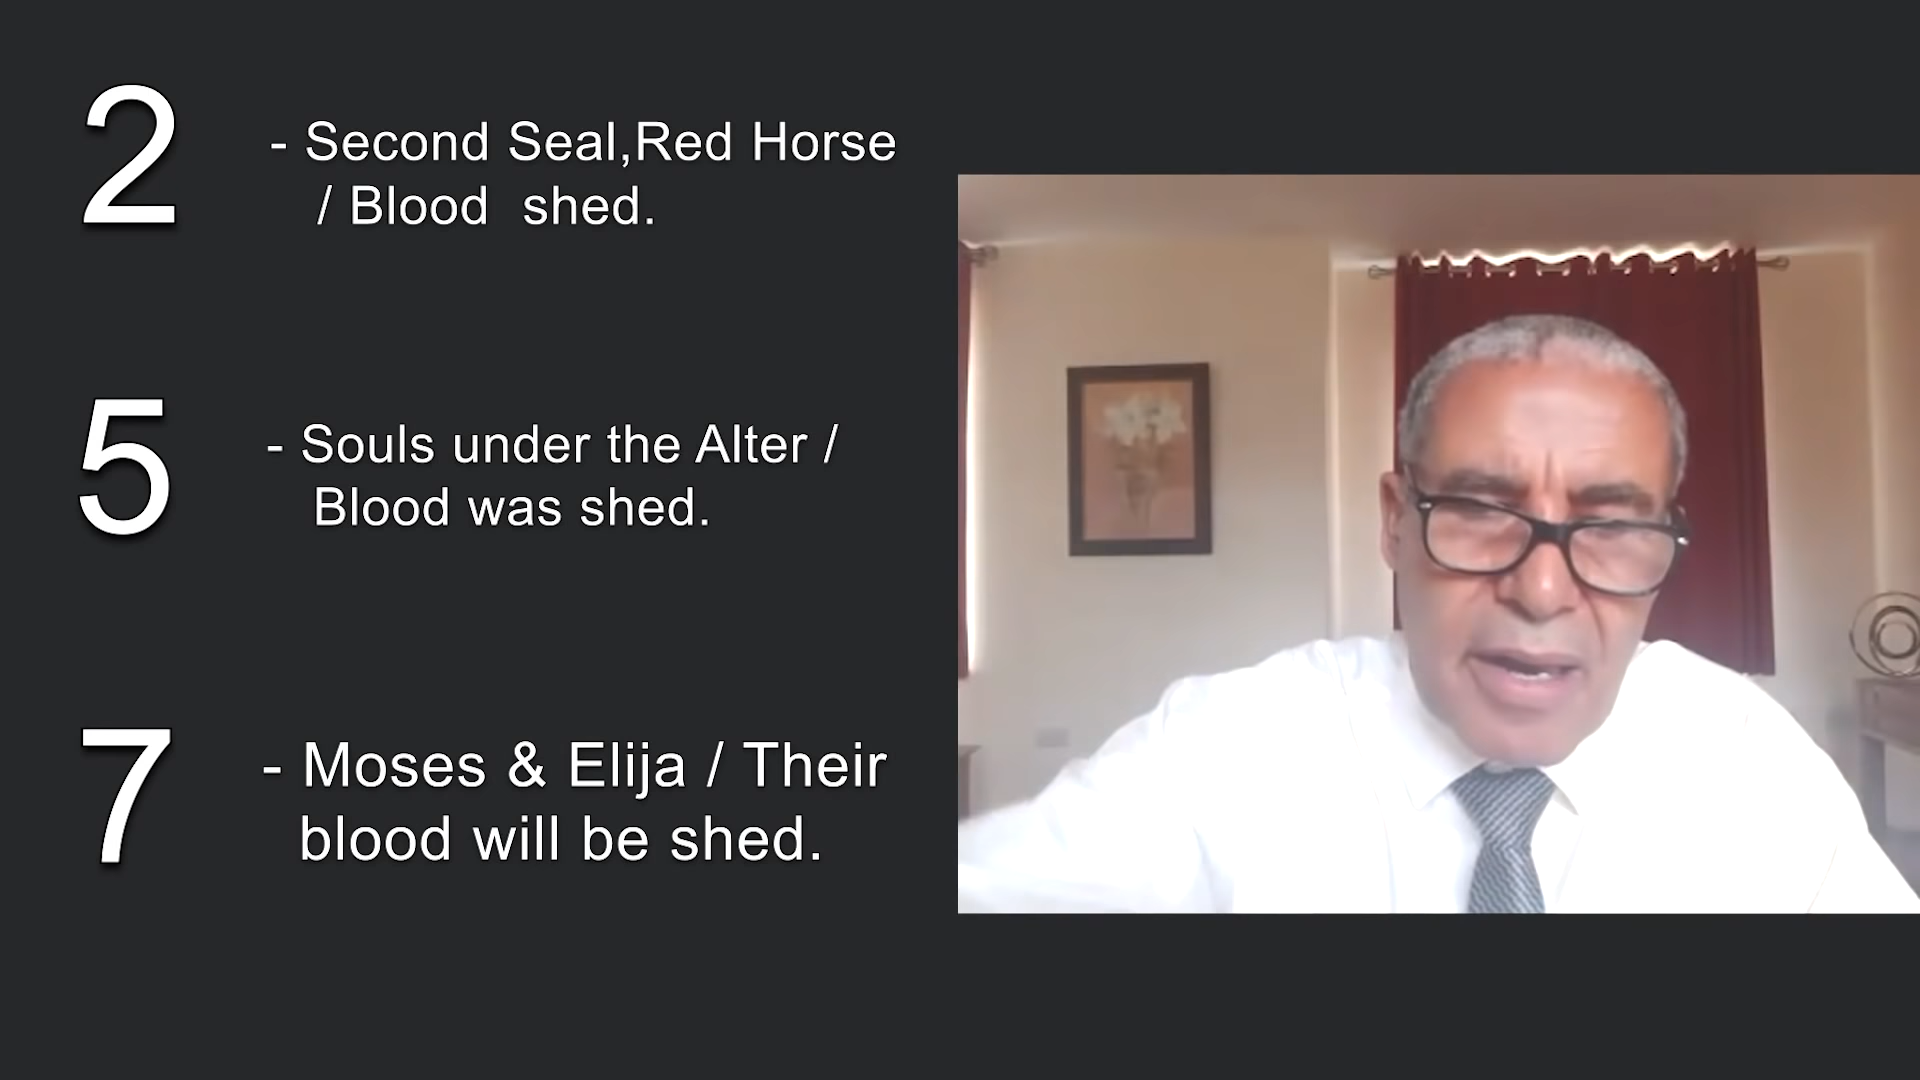 2
- Second Seal,Red Horse
/ Blood shed.
5
- Souls under the Alter /
Blood was shed.
7
- Moses & Elija / Their
blood will be shed.